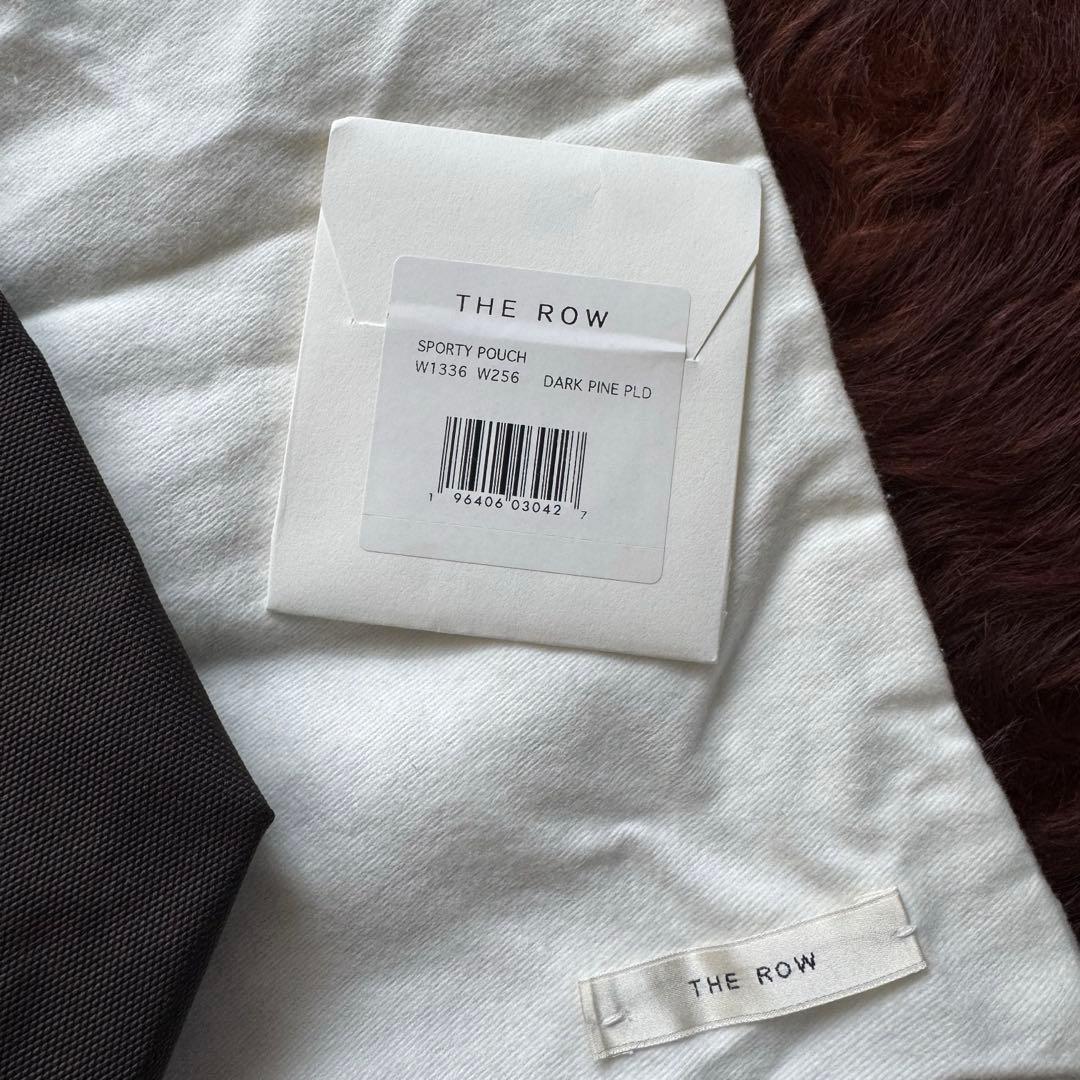 THE ROW
SPORTY POUCH
W1336 W256 DARK PINE PLD
1 96406 03042 7
THE ROW